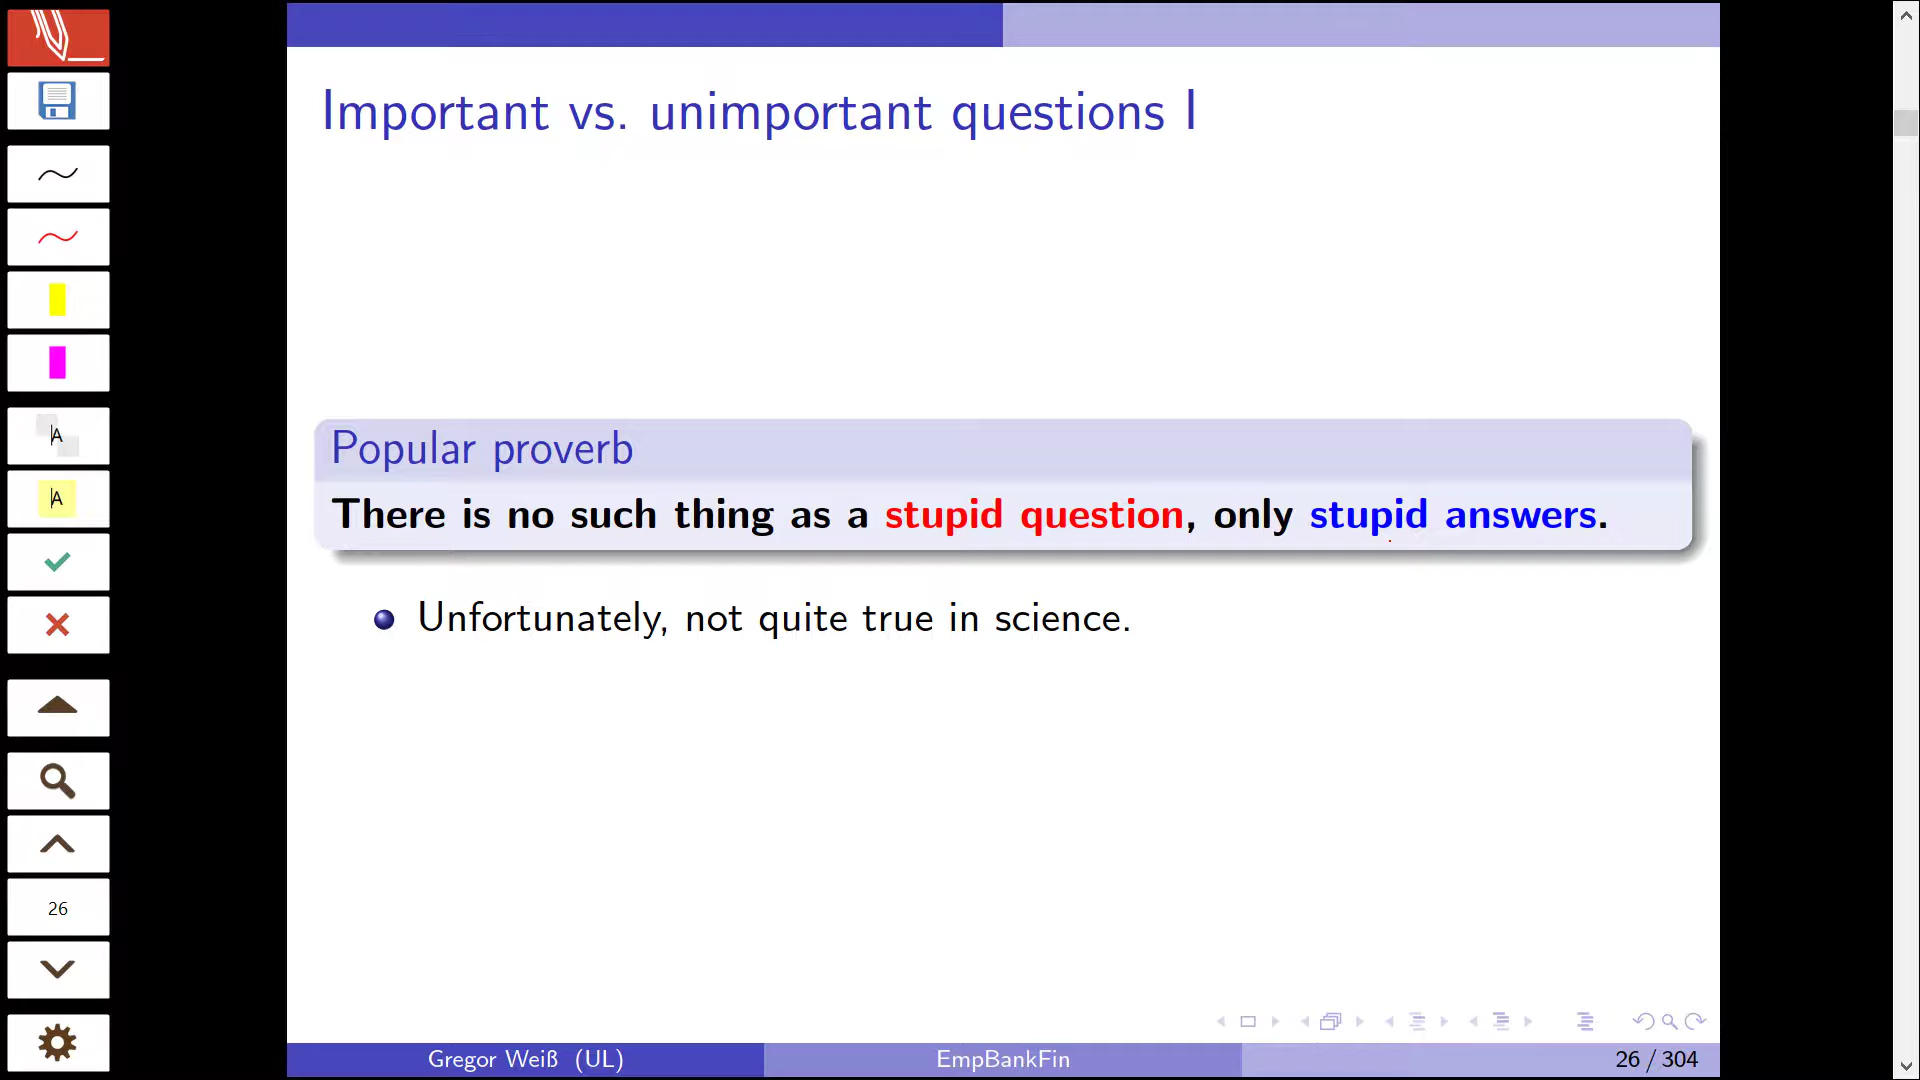 Important vs. unimportant questions I
Popular proverb
There is no such thing as a stupid question, only stupid answers.
Unfortunately, not quite true in science.
A
A
26
Gregor Weiß (UL) EmpBankFin 26 / 304